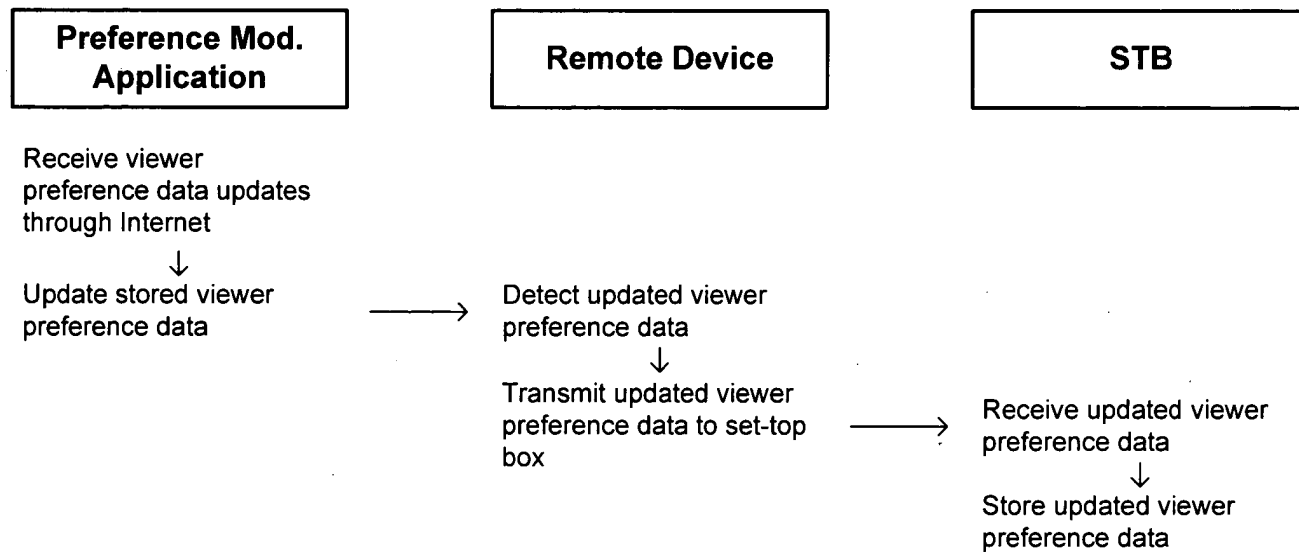 Preference Mod.
Application
Remote Device
STB
Receive viewer
preference data updates
through Internet
↓
Update stored viewer
preference data
→
Detect updated viewer
preference data
↓
Transmit updated viewer
preference data to set-top
box
→
Receive updated viewer
preference data
↓
Store updated viewer
preference data